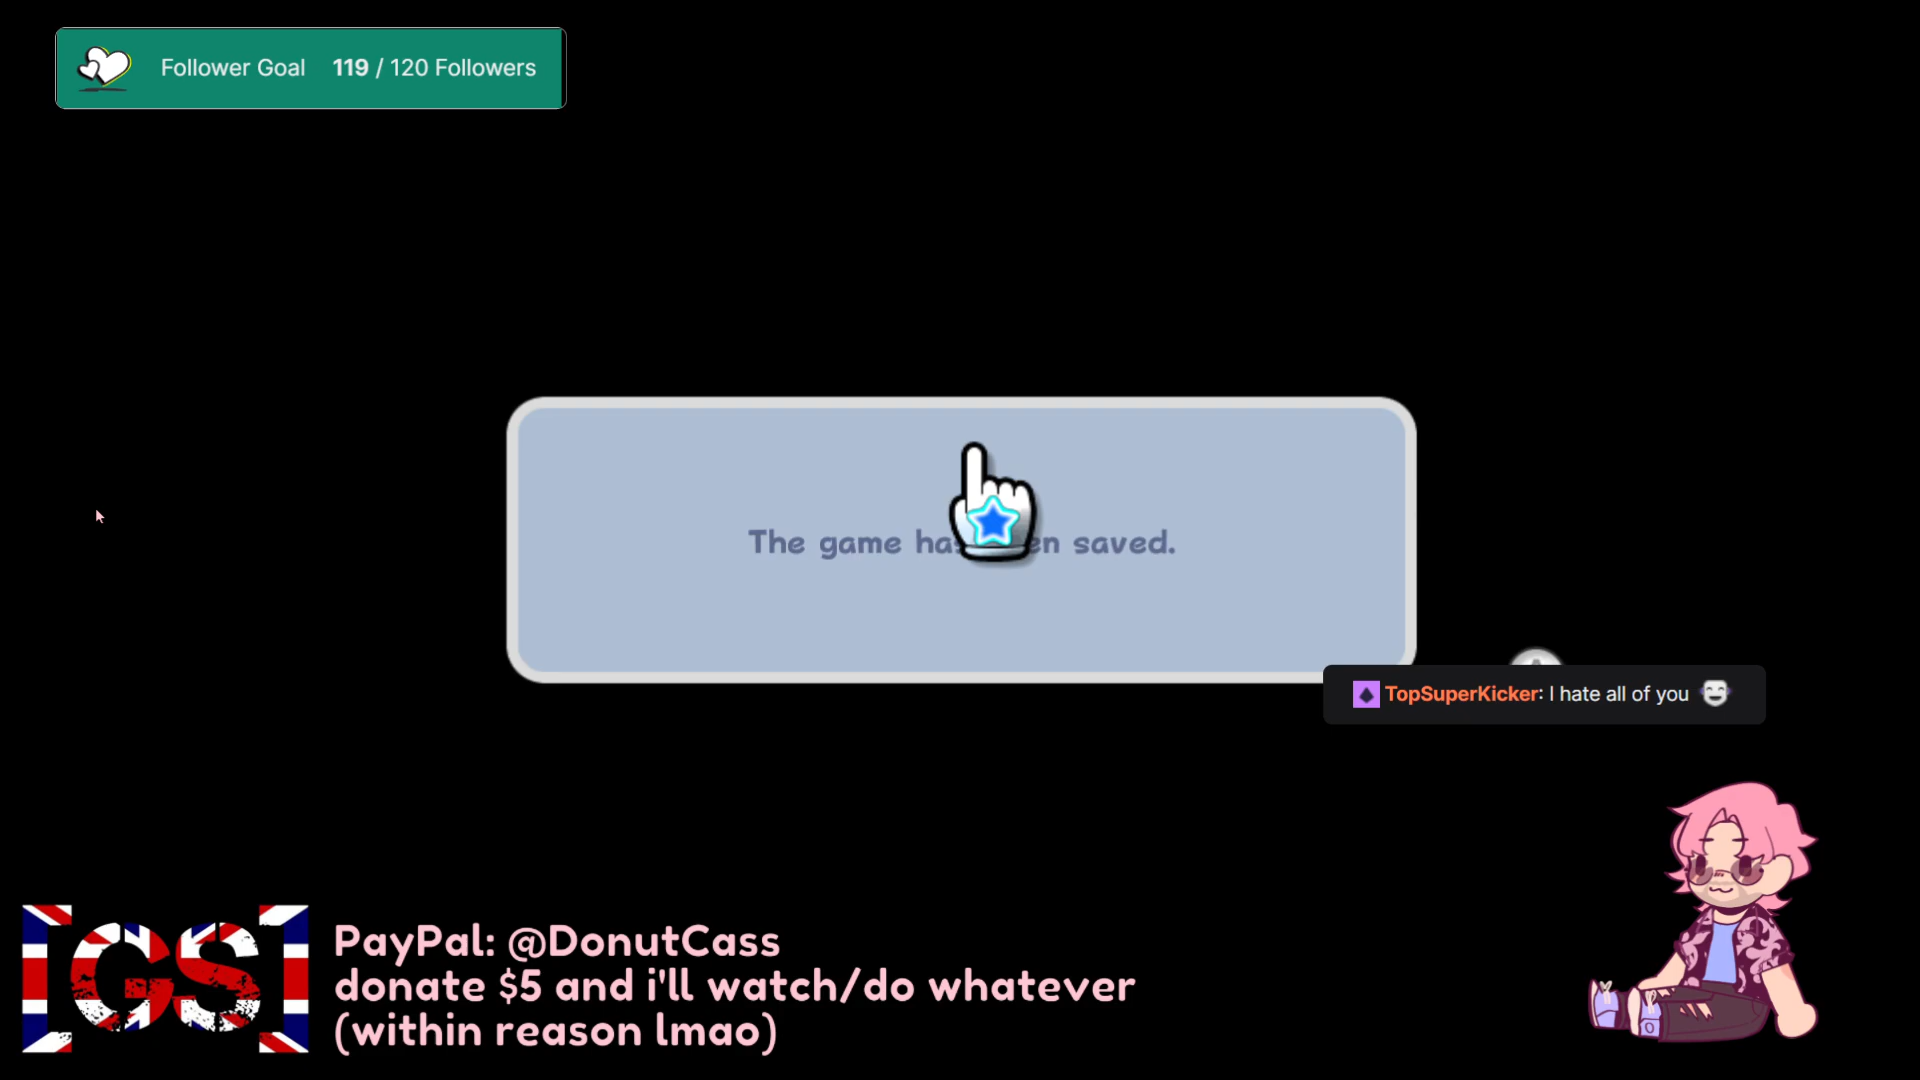 Follower Goal 119 / 120 Followers
The game has en saved.
TopSuperKicker: I hate all of you
[GS]
PayPal: @DonutCass
donate $5 and i'll watch/do whatever
(within reason lmao)